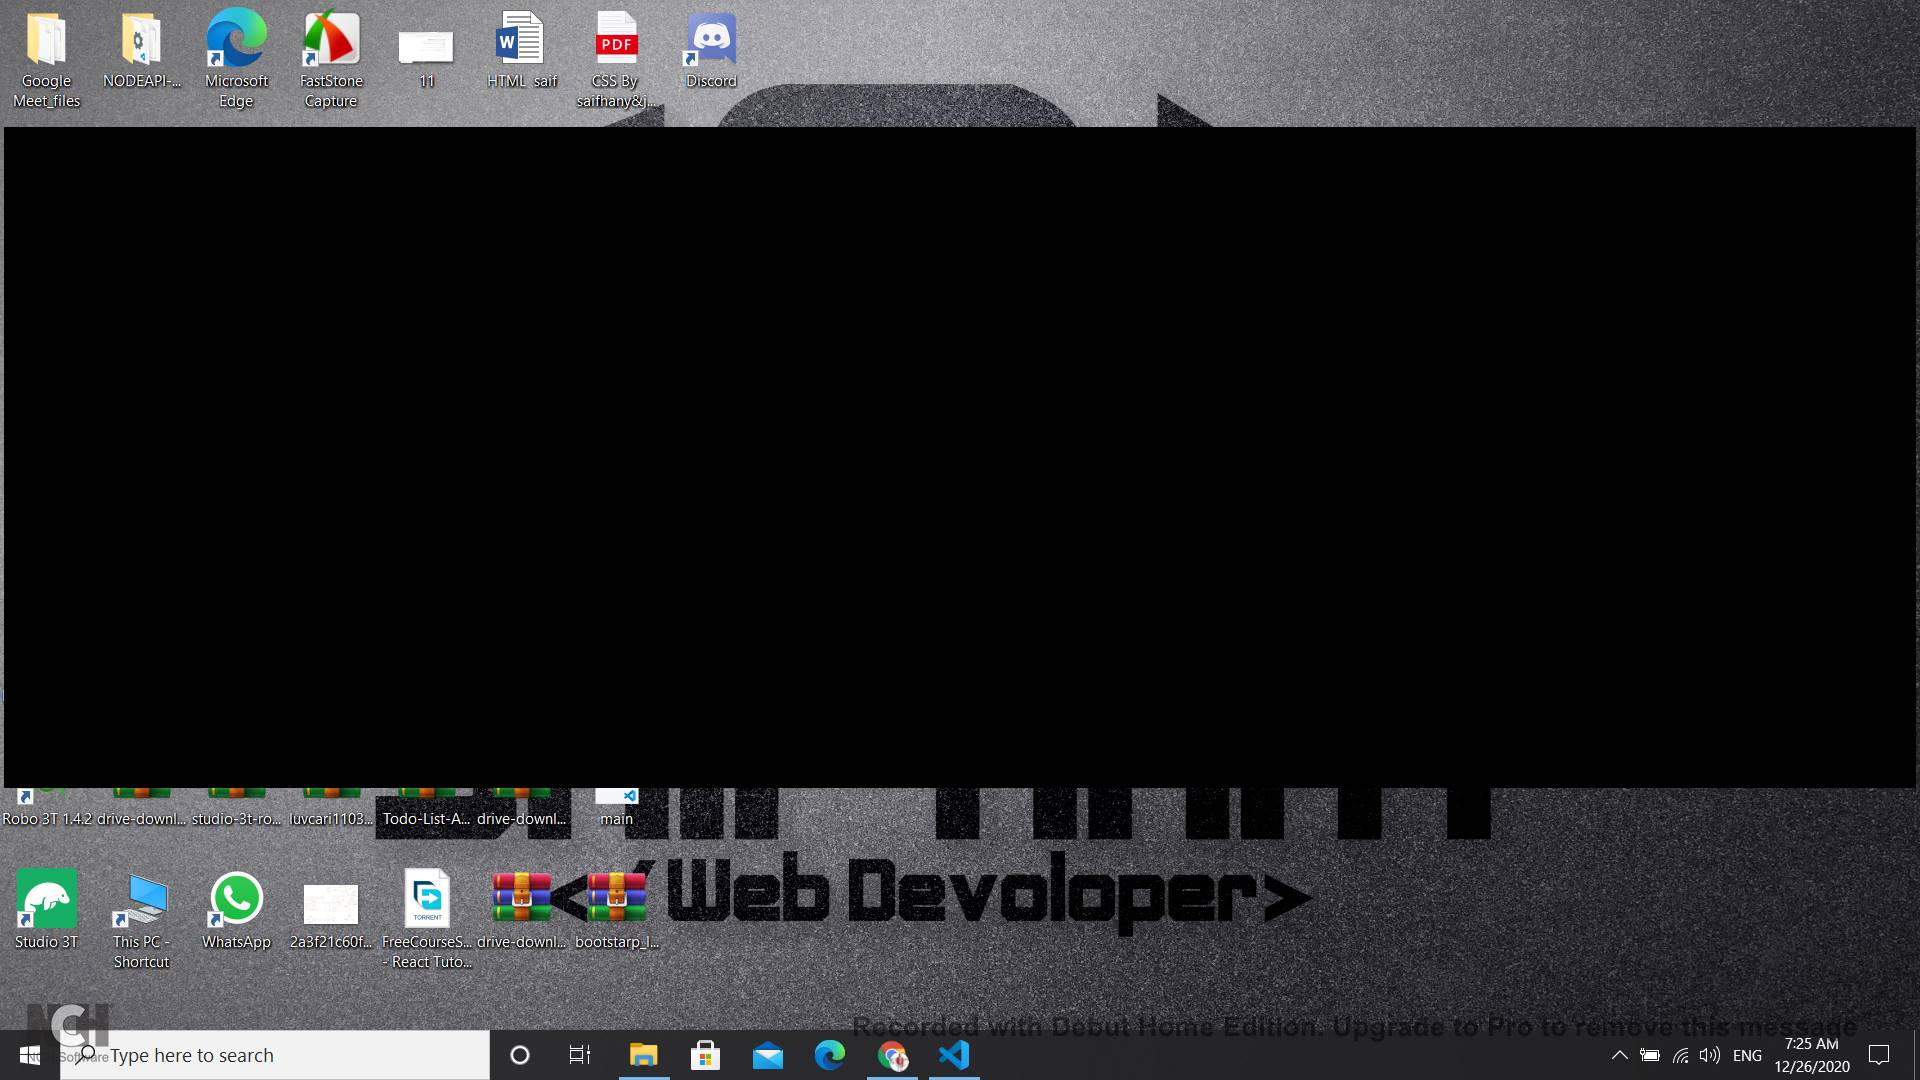 Google Meet_files
NODEAPI-...
Microsoft Edge
FastStone Capture
11
HTML saif
CSS By saifhany&j...
Discord
PDF
W
Robo 3T 1.4.2
drive-downl...
studio-3t-ro...
luvcari1103...
Todo-List-A...
drive-downl...
main
</ Web Devoloper>
TORRENT
Studio 3T
This PC - Shortcut
WhatsApp
2a3f21c60f...
FreeCourseS... - React Tuto...
drive-downl...
bootstarp_l...
NCH
NCH Software
Recorded with Debut Home Edition. Upgrade to Pro to remove this message
Type here to search
ENG
7:25 AM
12/26/2020